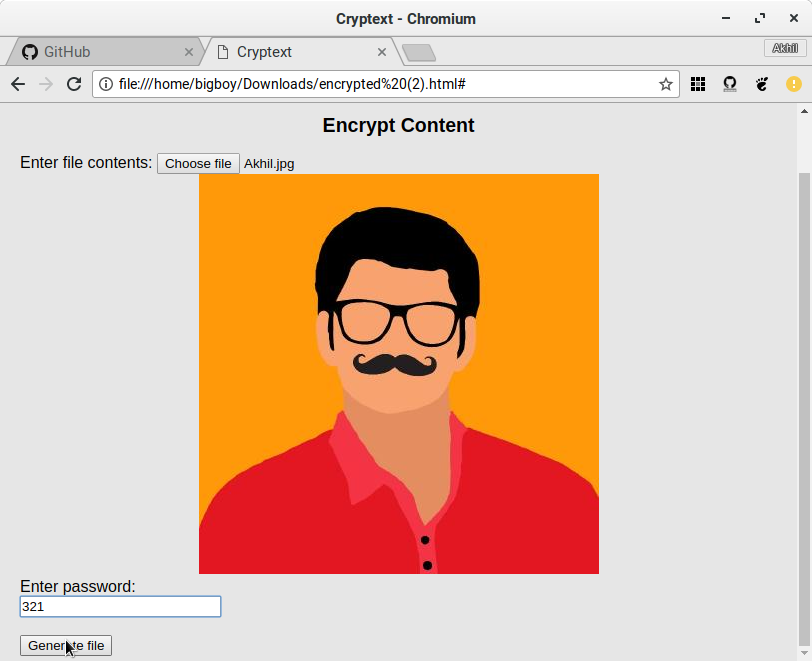 Cryptext - Chromium
GitHub
Cryptext
Akhil
file:///home/bigboy/Downloads/encrypted%20(2).html#
Encrypt Content
Enter file contents: Choose file Akhil.jpg
Enter password:
321
Generate file